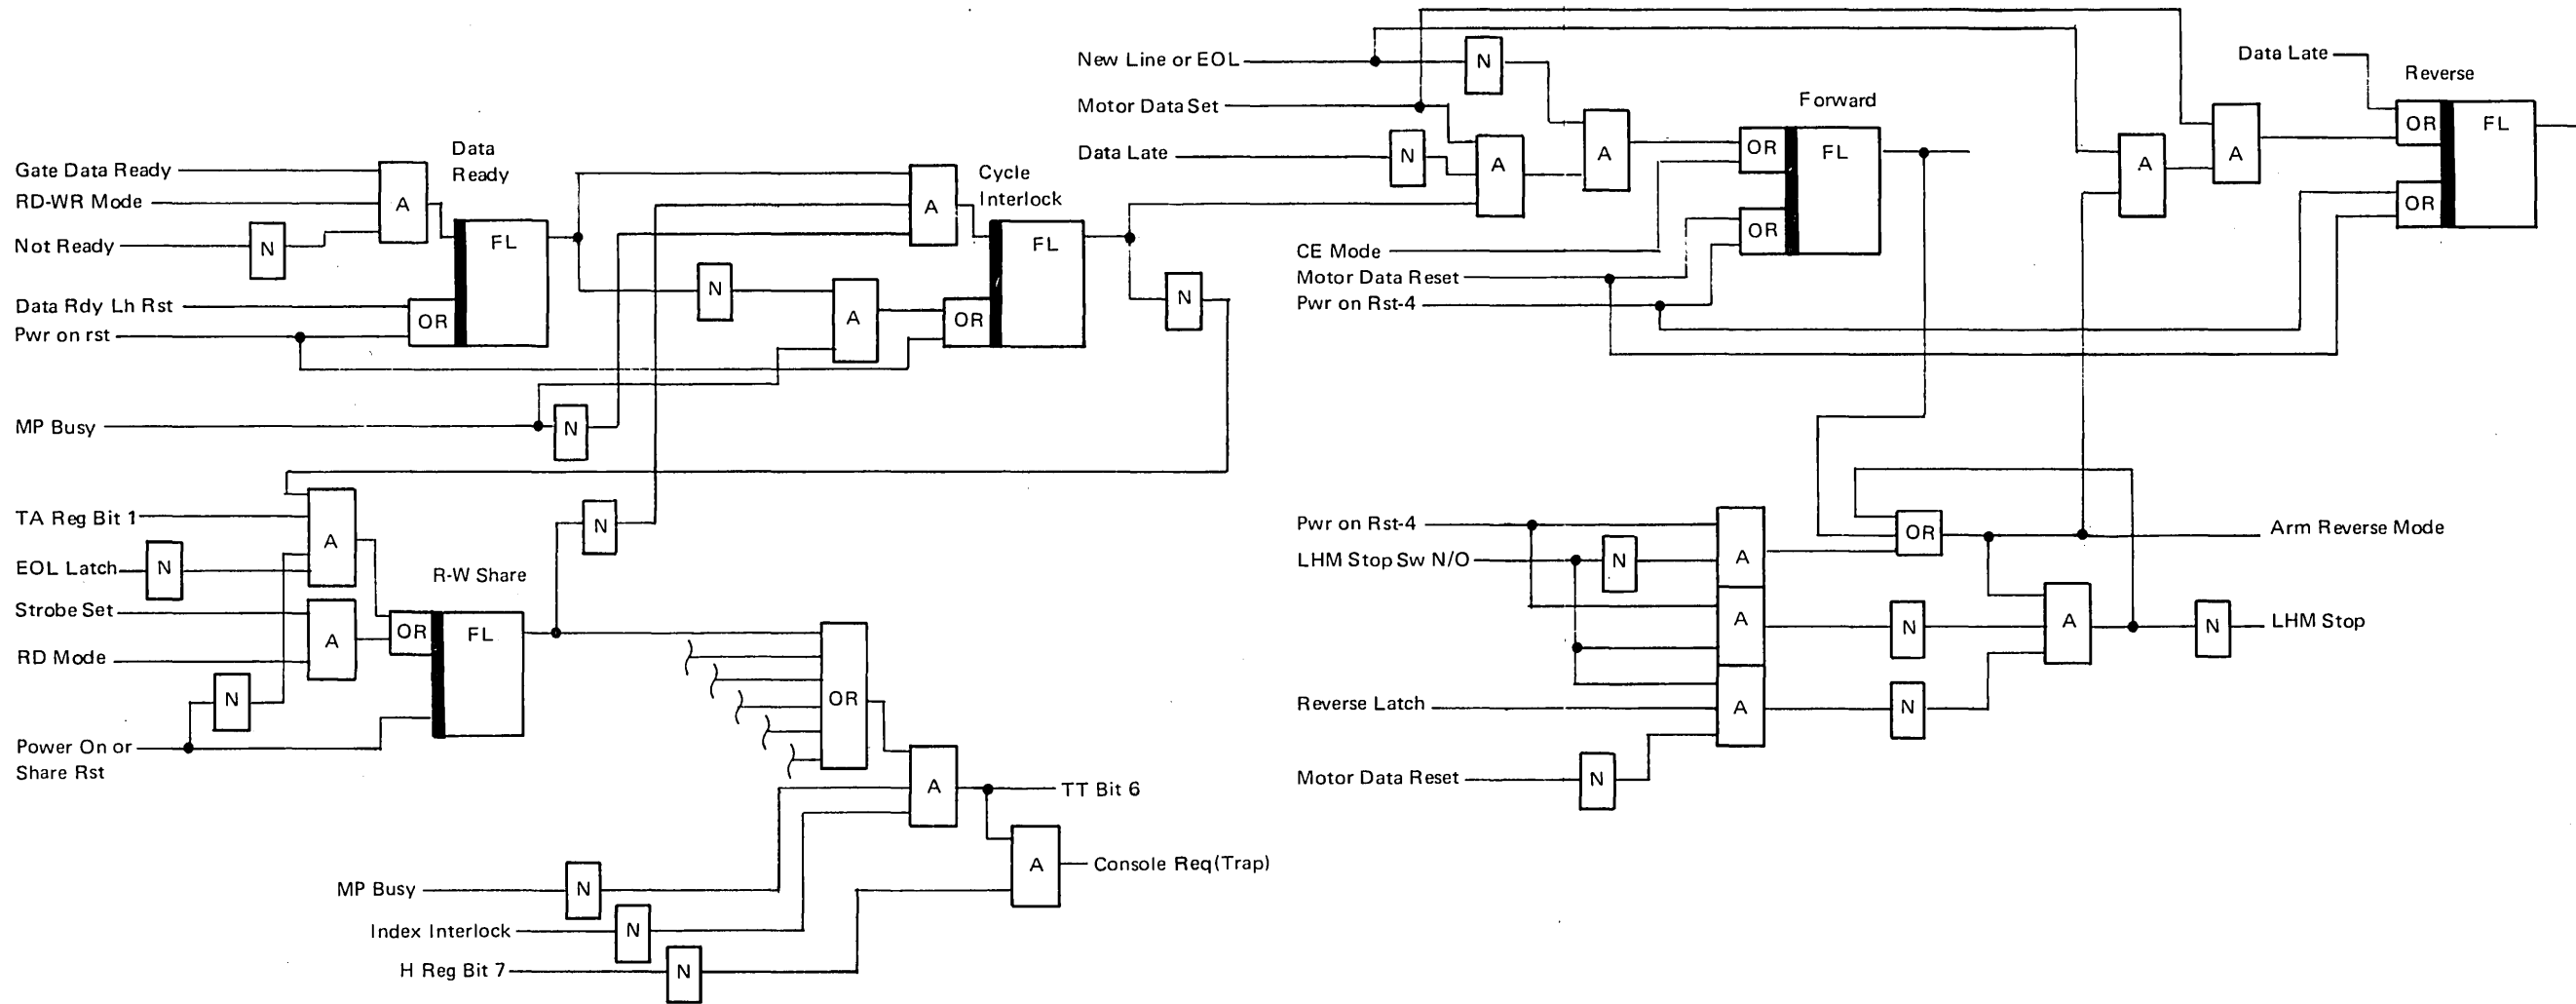 Data
Ready
Gate Data Ready
RD-WR Mode
Not Ready
N
A
FL
Data Rdy Lh Rst
Pwr on rst
OR
MP Busy
N
Cycle
Interlock
A
FL
N
A
OR
N
TA Reg Bit 1
EOL Latch
N
A
Strobe Set
RD Mode
A
N
Power On or
Share Rst
R-W Share
OR
FL
N
OR
A
TT Bit 6
A
Console Req(Trap)
MP Busy
N
Index Interlock
N
H Reg Bit 7
N
New Line or EOL
N
Motor Data Set
Data Late
N
A
A
Forward
OR
FL
OR
CE Mode
Motor Data Reset
Pwr on Rst-4
Data Late
Reverse
A
A
OR
FL
OR
Pwr on Rst-4
LHM Stop Sw N/O
N
A
A
A
Reverse Latch
Motor Data Reset
N
N
N
OR
Arm Reverse Mode
A
N
LHM Stop